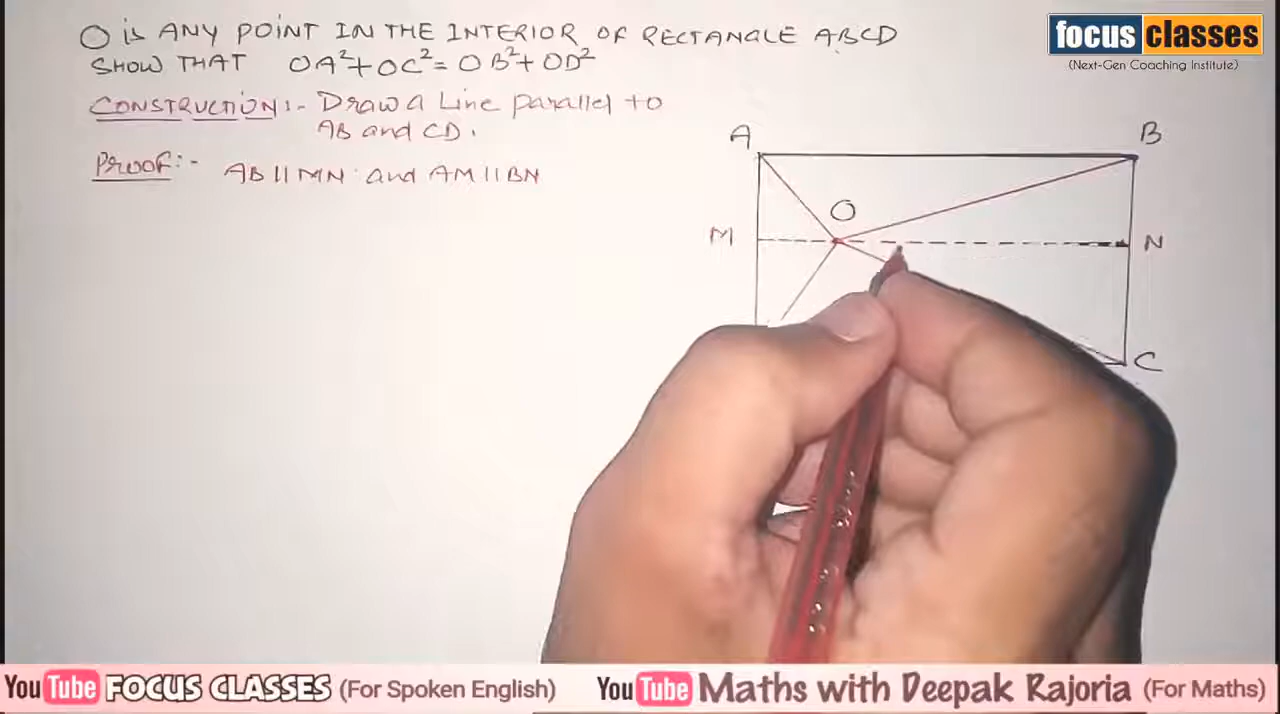 O is ANY POINT IN THE INTERIOR OF RECTANGLE ABCD
SHOW THAT OA²+OC²=OB²+OD²
CONSTRUCTION:- Draw a Line parallel to
AB and CD.
Proof:- AB||MN and AM||BN
focus classes
(Next-Gen Coaching Institute)
A
B
O
M
N
C
YouTube FOCUS CLASSES (For Spoken English)
YouTube Maths with Deepak Rajoria (For Maths)